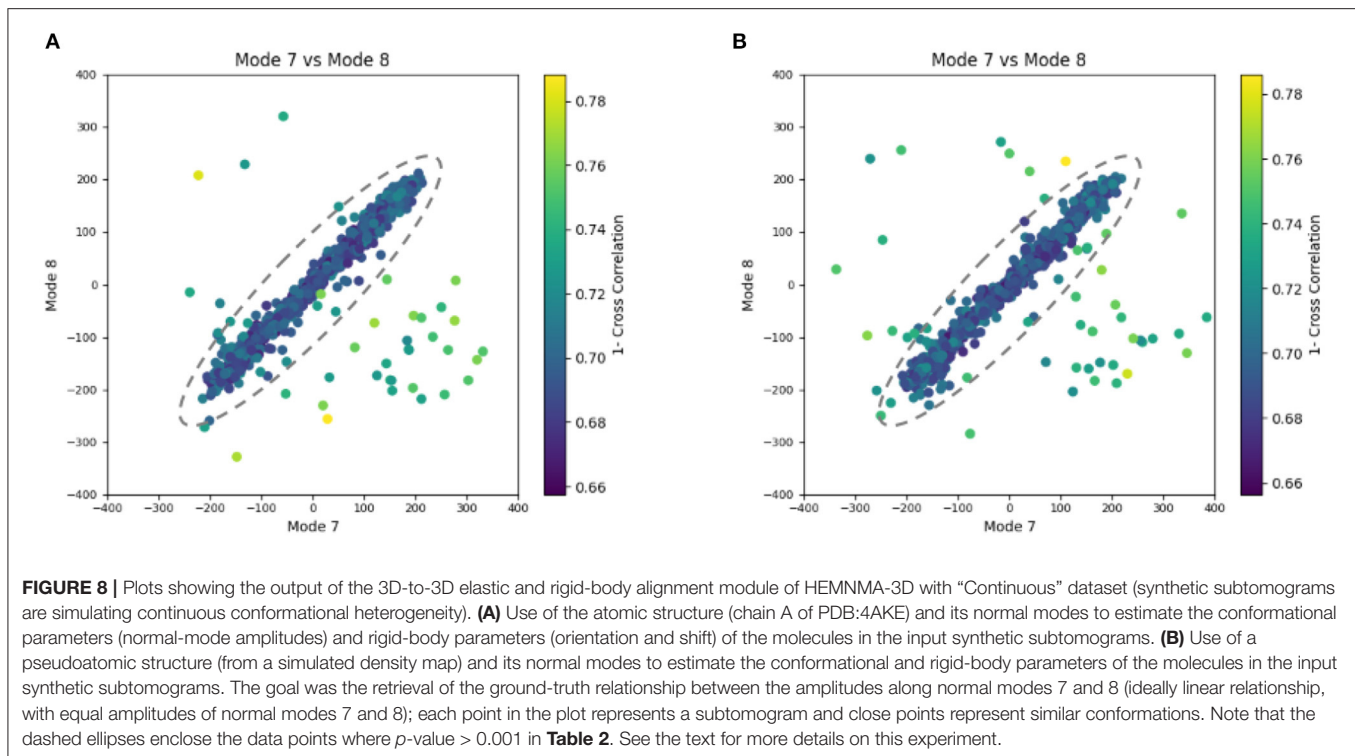 A
Mode 7 vs Mode 8
400
300
200
100
0
−100
−200
−300
−400
−400
−300
−200
−100
0
100
200
300
400
Mode 8
Mode 7
0.78
0.76
0.74
0.72
0.70
0.68
0.66
1- Cross Correlation
B
Mode 7 vs Mode 8
400
300
200
100
0
−100
−200
−300
−400
−400
−300
−200
−100
0
100
200
300
400
Mode 8
Mode 7
0.78
0.76
0.74
0.72
0.70
0.68
0.66
1- Cross Correlation
FIGURE 8 | Plots showing the output of the 3D-to-3D elastic and rigid-body alignment module of HEMNMA-3D with “Continuous” dataset (synthetic subtomograms
are simulating continuous conformational heterogeneity). (A) Use of the atomic structure (chain A of PDB:4AKE) and its normal modes to estimate the conformational
parameters (normal-mode amplitudes) and rigid-body parameters (orientation and shift) of the molecules in the input synthetic subtomograms. (B) Use of a
pseudoatomic structure (from a simulated density map) and its normal modes to estimate the conformational and rigid-body parameters of the molecules in the input
synthetic subtomograms. The goal was the retrieval of the ground-truth relationship between the amplitudes along normal modes 7 and 8 (ideally linear relationship,
with equal amplitudes of normal modes 7 and 8); each point in the plot represents a subtomogram and close points represent similar conformations. Note that the
dashed ellipses enclose the data points where p-value > 0.001 in Table 2. See the text for more details on this experiment.